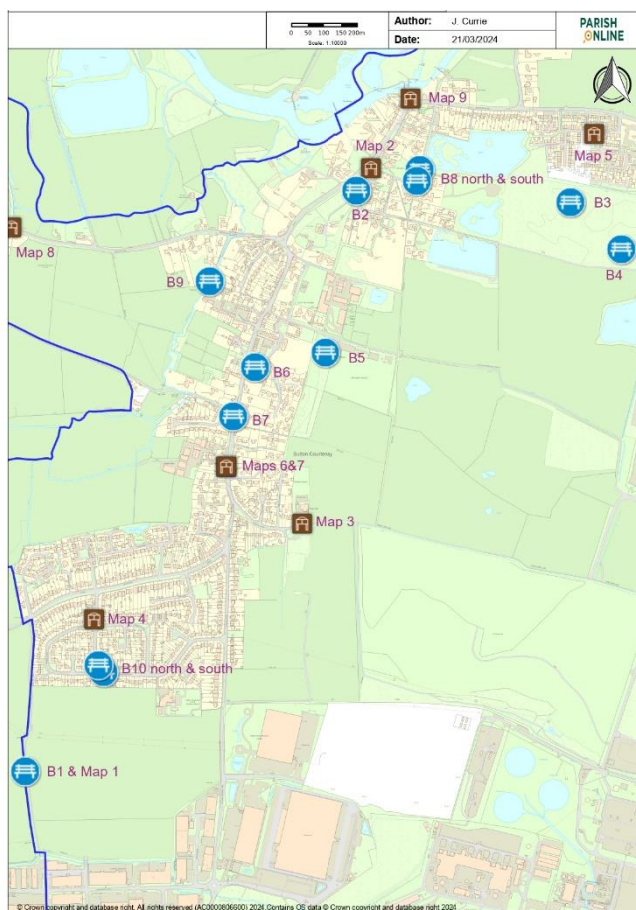 0 50 100 150 200m
Scale: 1:10000
Author: J. Currie
Date: 21/03/2024
PARISH
ONLINE
Map 9
Map 5
Map 2
B8 north & south
B2
B3
Map 8
B4
B9
B5
B6
B7
Sutton Courtenay
Maps 6&7
Map 3
Map 4
B10 north & south
B1 & Map 1
© Crown copyright and database right. All rights reserved (AC0000806600) 2024.Contains OS data © Crown copyright and database right 2024